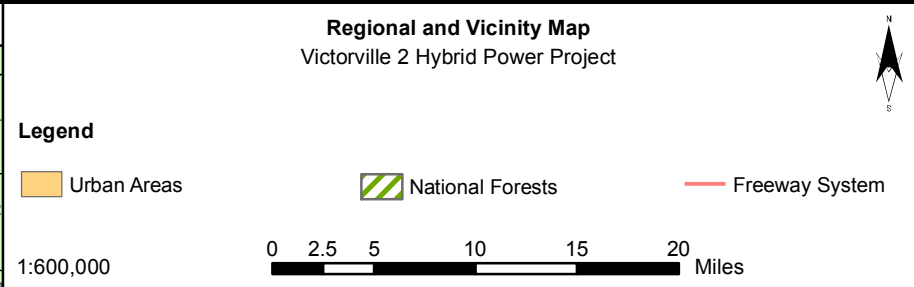 Regional and Vicinity Map
Victorville 2 Hybrid Power Project
N
S
Legend
Urban Areas
National Forests
Freeway System
0 2.5 5 10 15 20
1:600,000
Miles